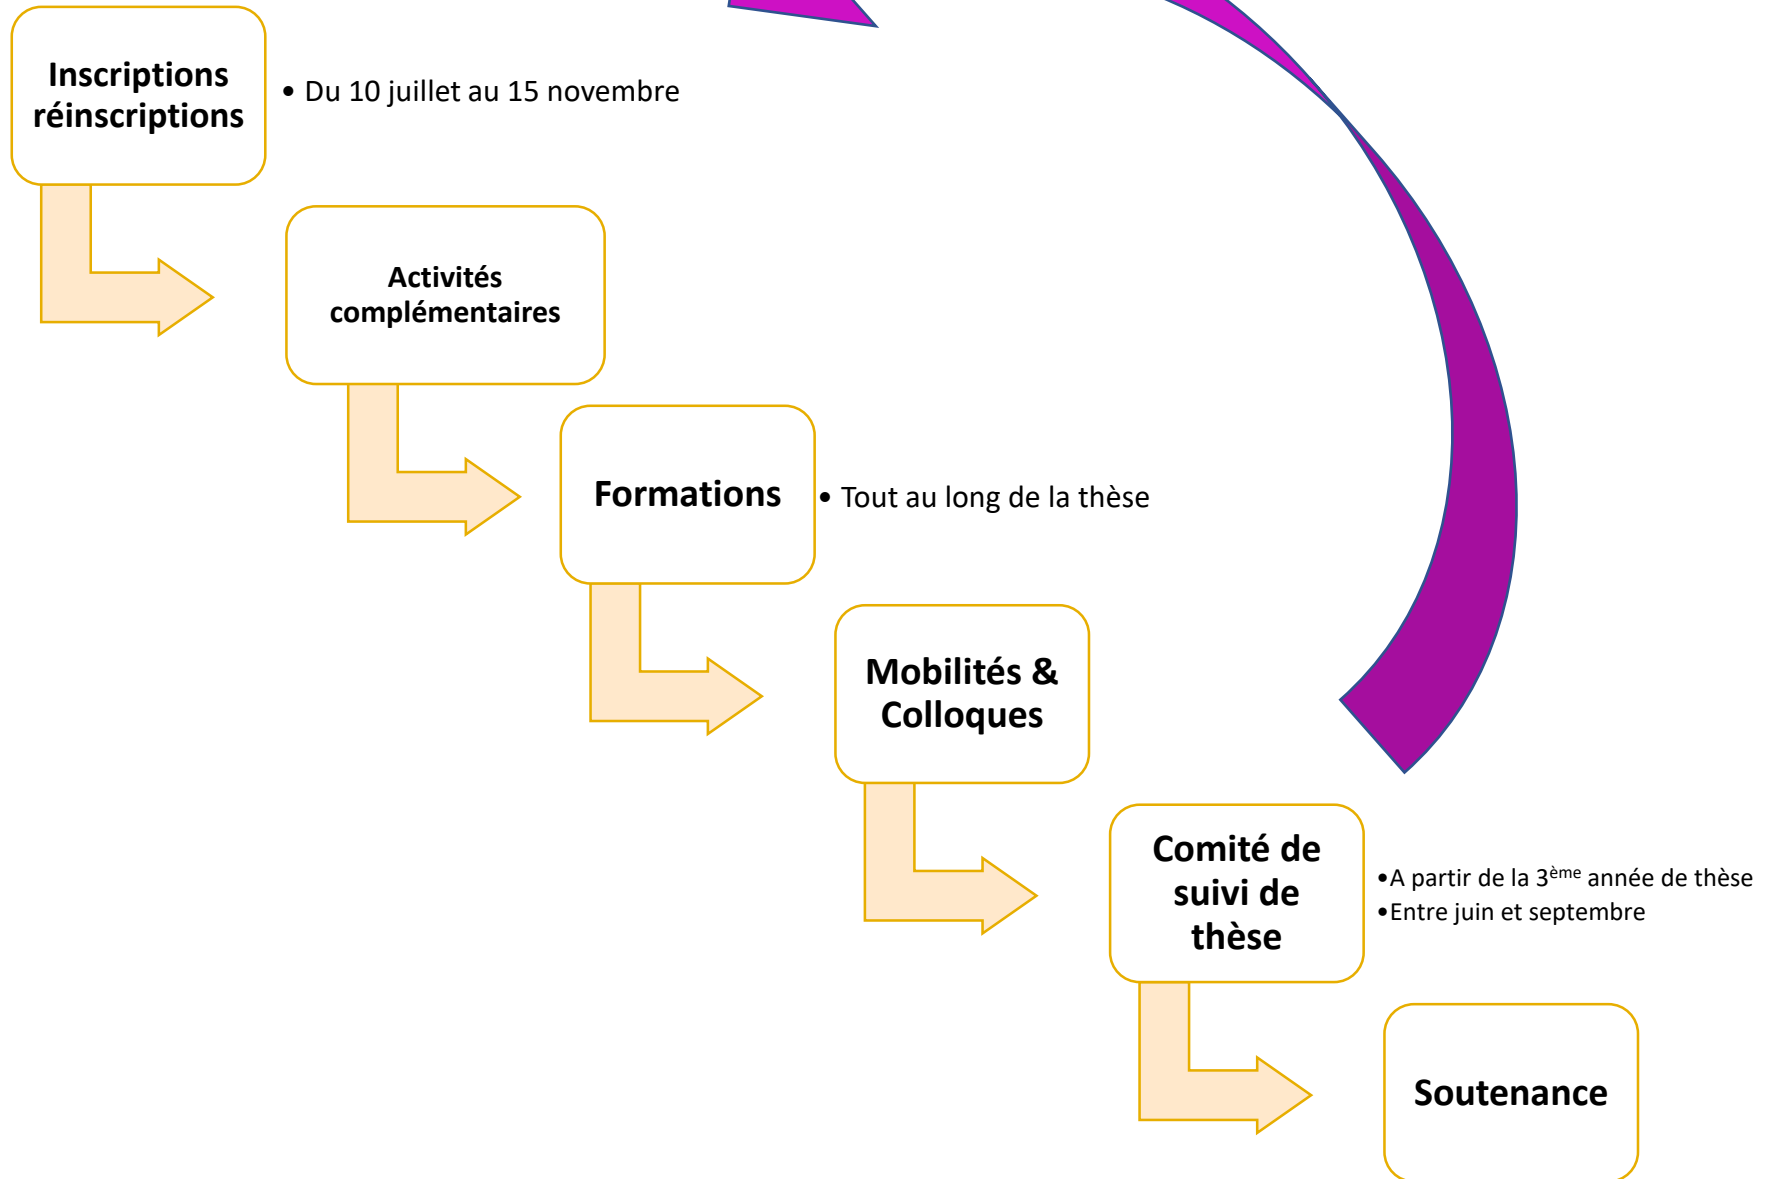 Inscriptions
réinscriptions
• Du 10 juillet au 15 novembre
Activités
complémentaires
Formations
• Tout au long de la thèse
Mobilités &
Colloques
Comité de
suivi de
thèse
•A partir de la 3ème année de thèse
•Entre juin et septembre
Soutenance